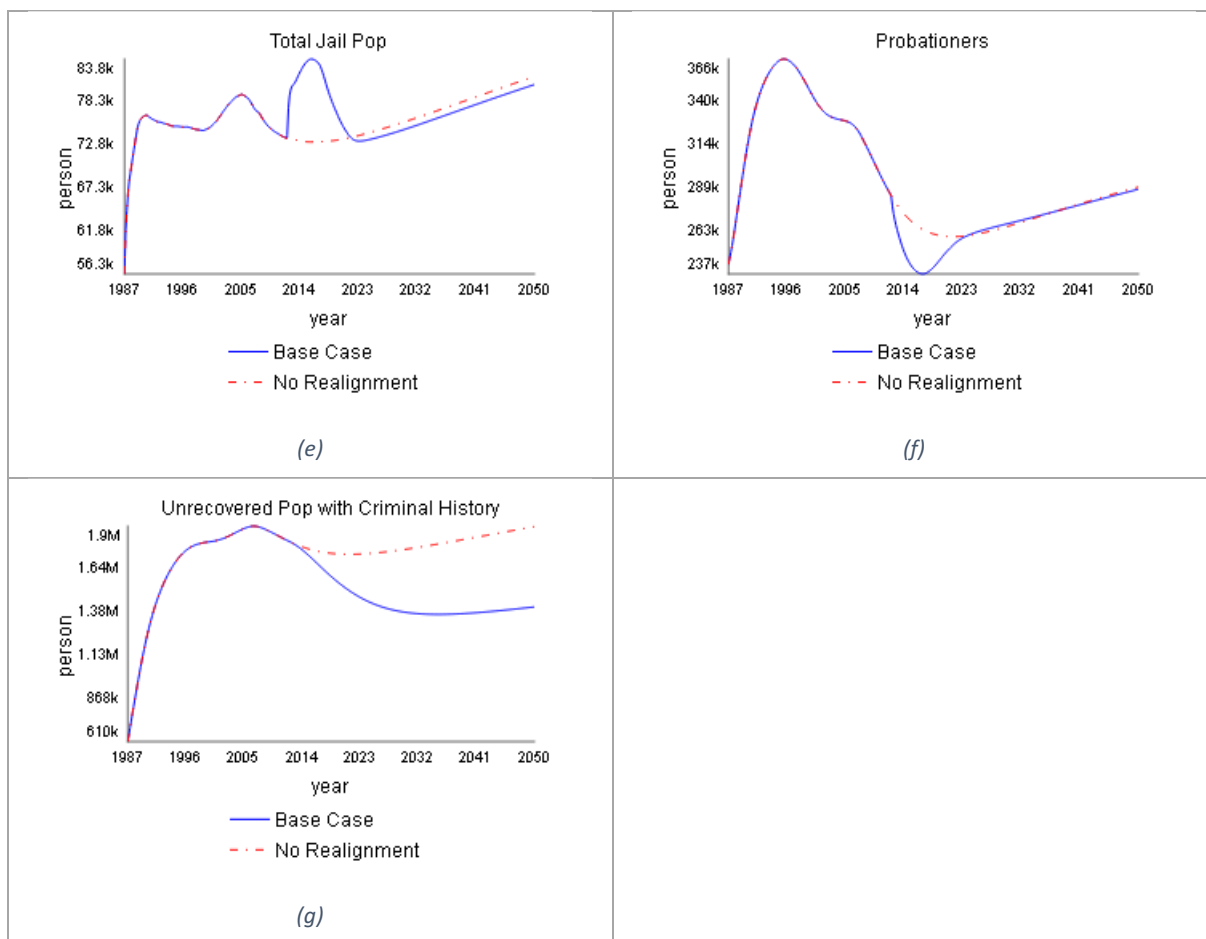 Total Jail Pop
83.8k
78.3k
72.8k
67.3k
61.8k
56.3k
person
1987 1996 2005 2014 2023 2032 2041 2050
year
Base Case
No Realignment
(e)
Probationers
366k
340k
314k
289k
263k
237k
person
1987 1996 2005 2014 2023 2032 2041 2050
year
Base Case
No Realignment
(f)
Unrecovered Pop with Criminal History
1.9M
1.64M
1.38M
1.13M
868k
610k
person
1987 1996 2005 2014 2023 2032 2041 2050
year
Base Case
No Realignment
(g)